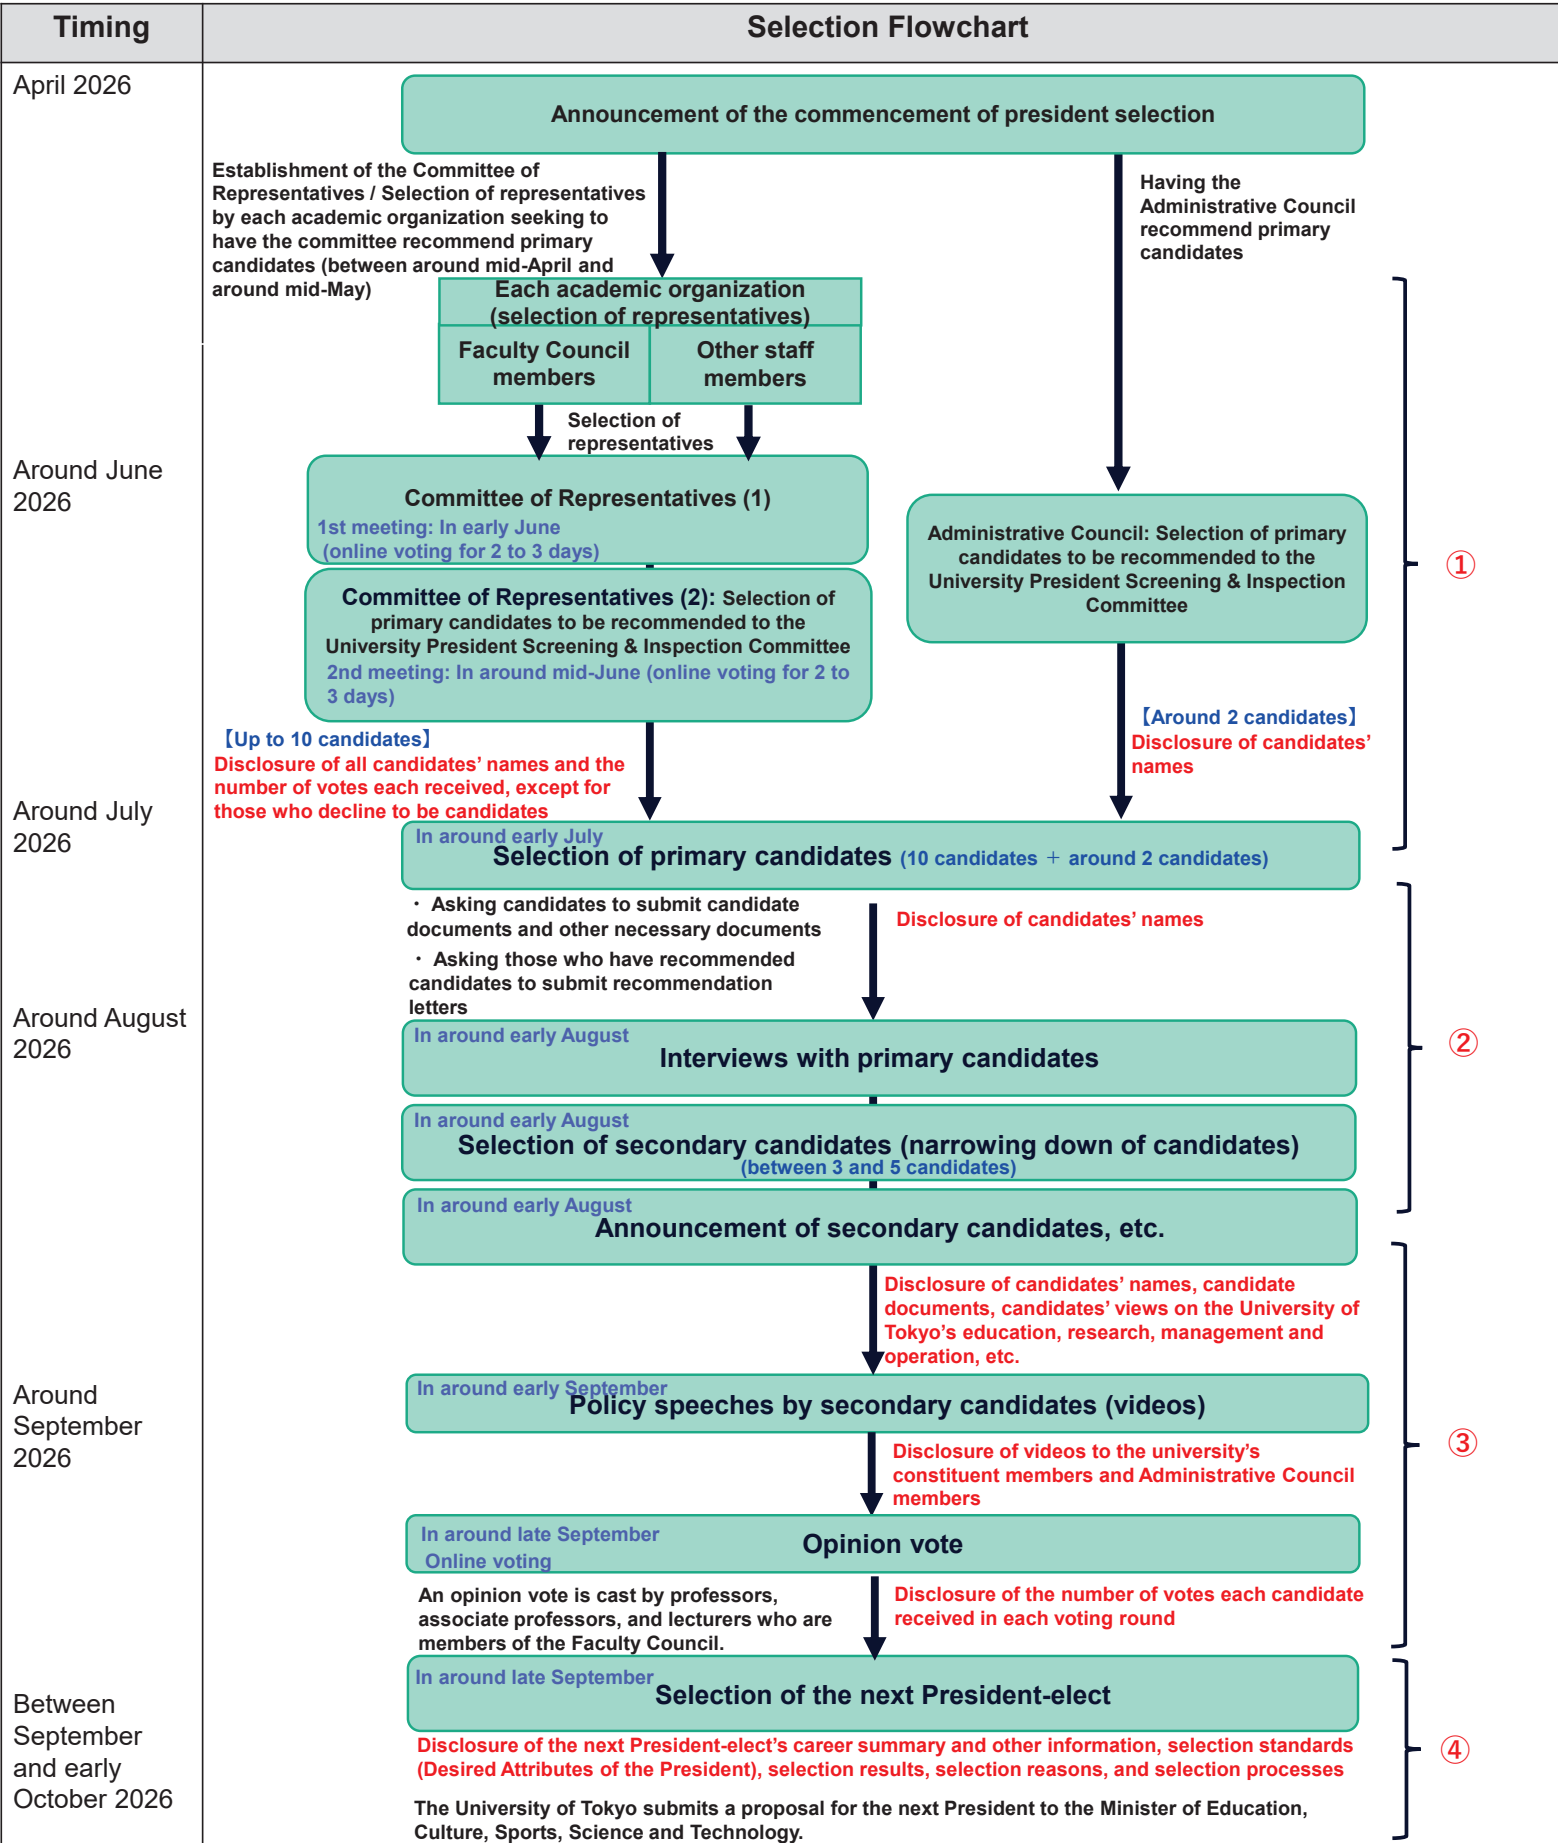 Timing
Selection Flowchart
April 2026
Announcement of the commencement of president selection
Establishment of the Committee of
Representatives / Selection of representatives
by each academic organization seeking to
have the committee recommend primary
candidates (between around mid-April and
around mid-May)
Having the
Administrative Council
recommend primary
candidates
Each academic organization
(selection of representatives)
Faculty Council
members
Other staff
members
Selection of
representatives
Around June
2026
Committee of Representatives (1)
1st meeting: In early June
(online voting for 2 to 3 days)
Committee of Representatives (2): Selection of
primary candidates to be recommended to the
University President Screening & Inspection Committee
2nd meeting: In around mid-June (online voting for 2 to
3 days)
Administrative Council: Selection of primary
candidates to be recommended to the
University President Screening & Inspection
Committee
①
【Up to 10 candidates】
Disclosure of all candidates’ names and the
number of votes each received, except for
those who decline to be candidates
【Around 2 candidates】
Disclosure of candidates’
names
Around July
2026
In around early July
Selection of primary candidates (10 candidates + around 2 candidates)
・ Asking candidates to submit candidate
documents and other necessary documents
・ Asking those who have recommended
candidates to submit recommendation
letters
Disclosure of candidates’ names
Around August
2026
In around early August
Interviews with primary candidates
②
In around early August
Selection of secondary candidates (narrowing down of candidates)
(between 3 and 5 candidates)
In around early August
Announcement of secondary candidates, etc.
Disclosure of candidates’ names, candidate
documents, candidates’ views on the University of
Tokyo’s education, research, management and
operation, etc.
Around
September
2026
In around early September
Policy speeches by secondary candidates (videos)
③
Disclosure of videos to the university’s
constituent members and Administrative Council
members
In around late September
Online voting
Opinion vote
An opinion vote is cast by professors,
associate professors, and lecturers who are
members of the Faculty Council.
Disclosure of the number of votes each candidate
received in each voting round
Between
September
and early
October 2026
In around late September
Selection of the next President-elect
④
Disclosure of the next President-elect’s career summary and other information, selection standards
(Desired Attributes of the President), selection results, selection reasons, and selection processes
The University of Tokyo submits a proposal for the next President to the Minister of Education,
Culture, Sports, Science and Technology.